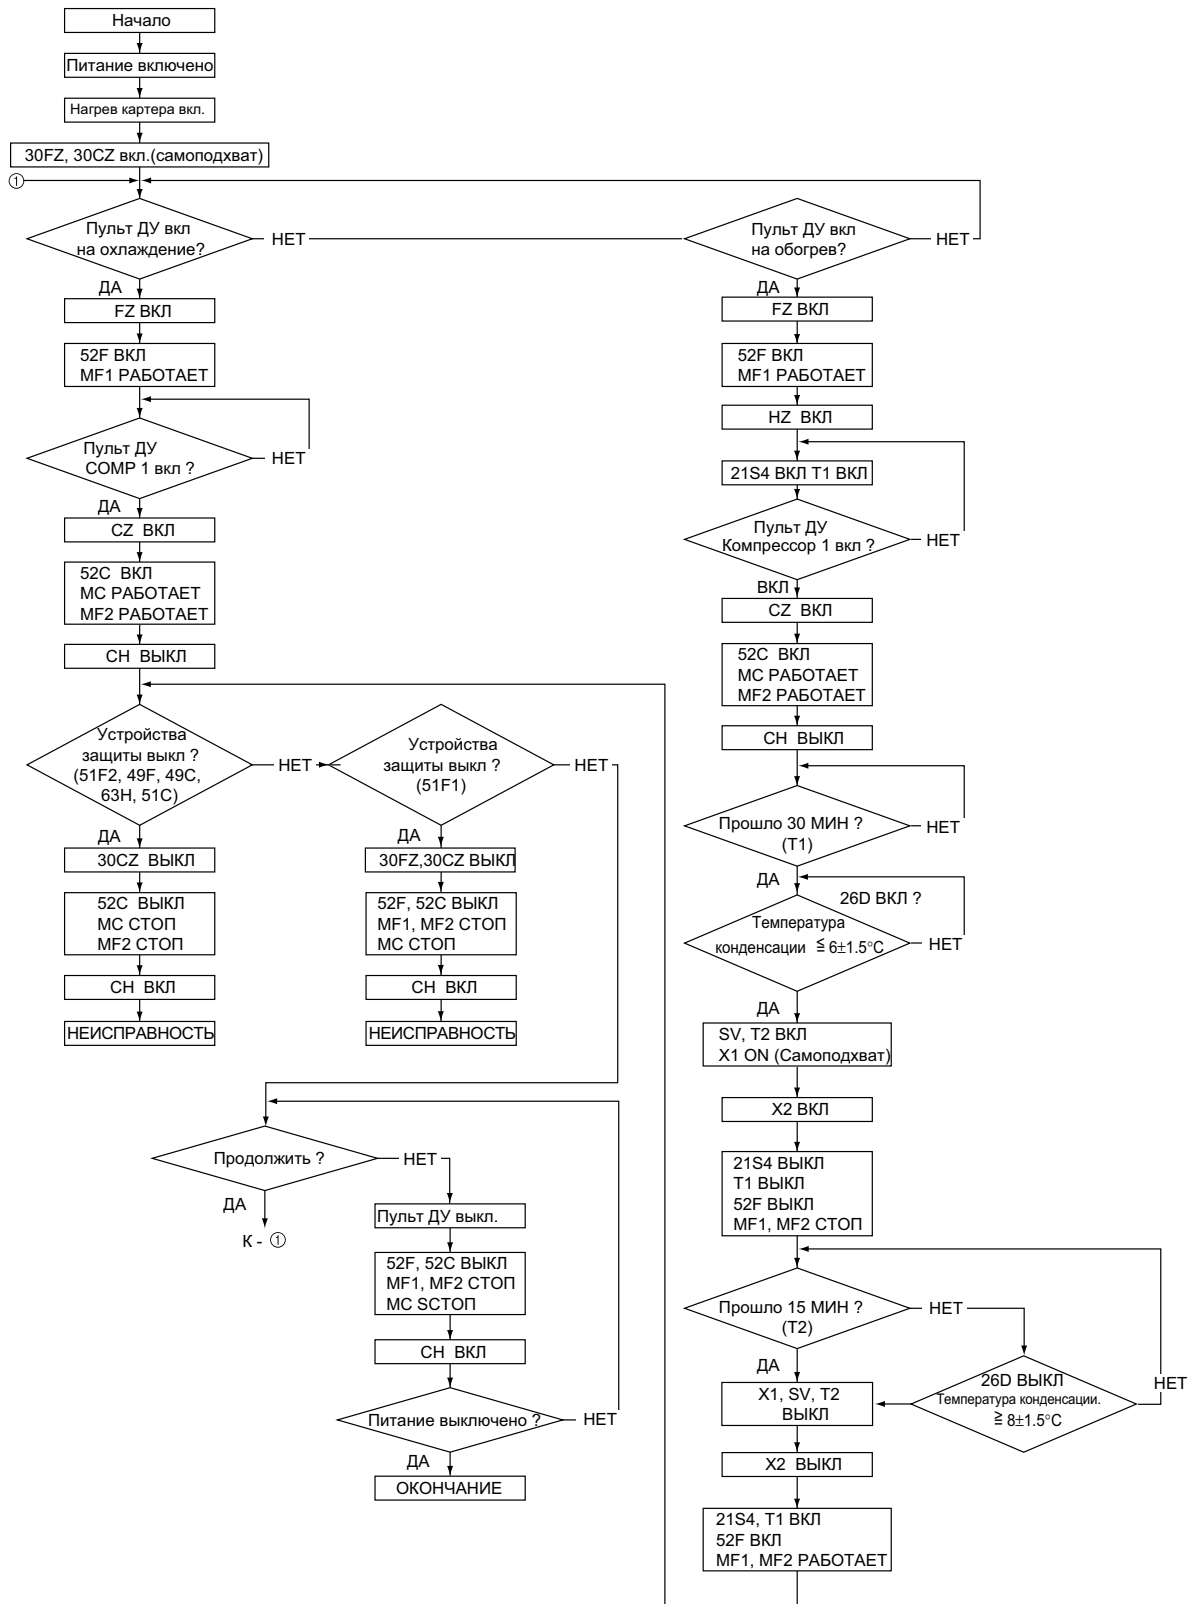 Начало
Питание включено
Нагрев картера вкл.
30FZ, 30CZ вкл.(самоподхват)
①
Пульт ДУ вкл
на охлаждение?
НЕТ
ДА
FZ ВКЛ
52F ВКЛ
MF1 РАБОТАЕТ
Пульт ДУ
COMP 1 вкл ?
НЕТ
ДА
CZ ВКЛ
52C ВКЛ
MC РАБОТАЕТ
MF2 РАБОТАЕТ
CH ВЫКЛ
Устройства
защиты выкл ?
(51F2, 49F, 49C,
63H, 51C)
НЕТ
ДА
30CZ ВЫКЛ
52C ВЫКЛ
MC СТОП
MF2 СТОП
CH ВКЛ
НЕИСПРАВНОСТЬ
Устройства
защиты выкл ?
(51F1)
НЕТ
ДА
30FZ,30CZ ВЫКЛ
52F, 52C ВЫКЛ
MF1, MF2 СТОП
MC СТОП
CH ВКЛ
НЕИСПРАВНОСТЬ
Продолжить ?
НЕТ
ДА
К - ①
Пульт ДУ выкл.
52F, 52C ВЫКЛ
MF1, MF2 СТОП
MC SСТОП
CH ВКЛ
Питание выключено ?
НЕТ
ДА
ОКОНЧАНИЕ
Пульт ДУ вкл
на обогрев?
НЕТ
ДА
FZ ВКЛ
52F ВКЛ
MF1 РАБОТАЕТ
HZ ВКЛ
21S4 ВКЛ T1 ВКЛ
Пульт ДУ
Компрессор 1 вкл ?
НЕТ
ВКЛ
CZ ВКЛ
52C ВКЛ
MC РАБОТАЕТ
MF2 РАБОТАЕТ
CH ВЫКЛ
Прошло 30 МИН ?
(T1)
НЕТ
ДА
26D ВКЛ ?
Температура
конденсации ≦ 6±1.5°C
НЕТ
ДА
SV, T2 ВКЛ
X1 ON (Самоподхват)
X2 ВКЛ
21S4 ВЫКЛ
T1 ВЫКЛ
52F ВЫКЛ
MF1, MF2 СТОП
Прошло 15 МИН ?
(T2)
НЕТ
ДА
26D ВЫКЛ
Температура конденсации.
≧ 8±1.5°C
НЕТ
X1, SV, T2
ВЫКЛ
X2 ВЫКЛ
21S4, T1 ВКЛ
52F ВКЛ
MF1, MF2 РАБОТАЕТ